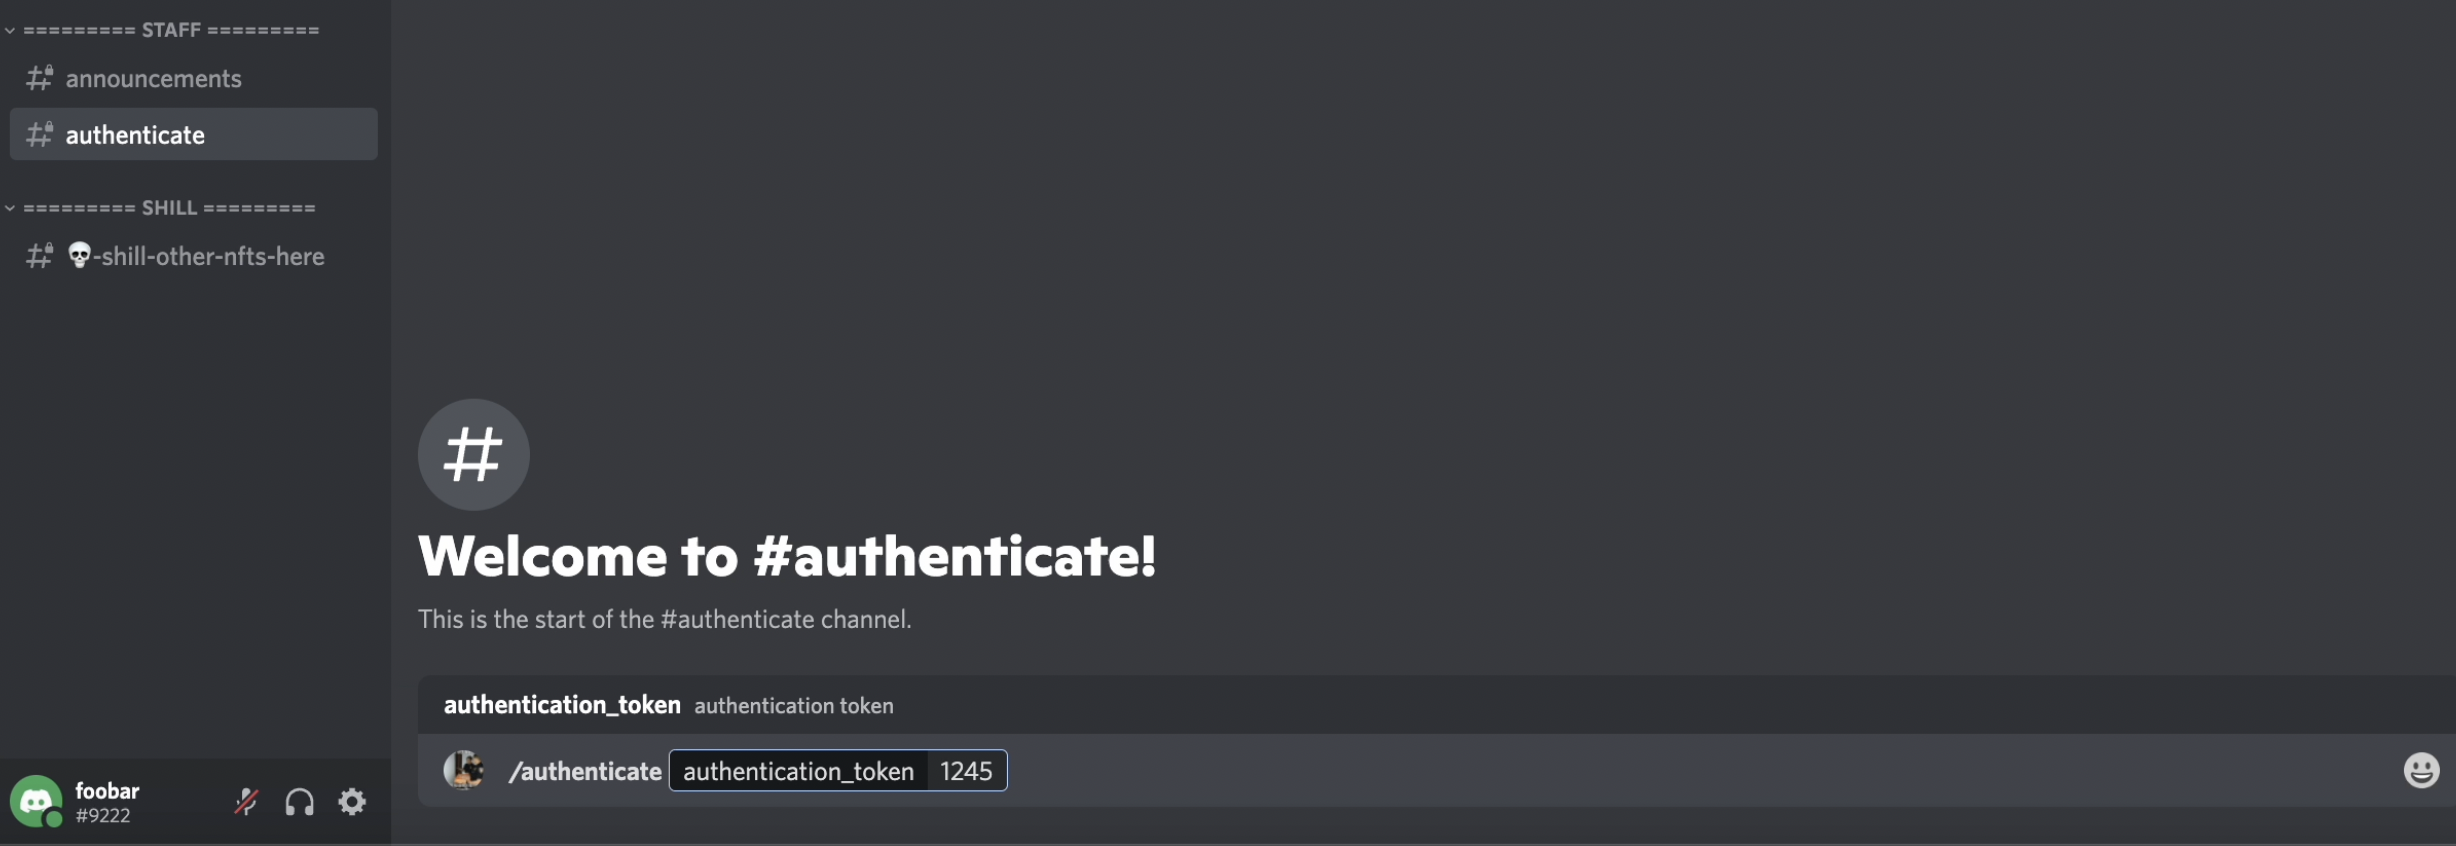 ========= STAFF =========
announcements
authenticate
========= SHILL =========
💀-shill-other-nfts-here
#
Welcome to #authenticate!
This is the start of the #authenticate channel.
authentication_token authentication token
/authenticate authentication_token 1245
foobar
#9222